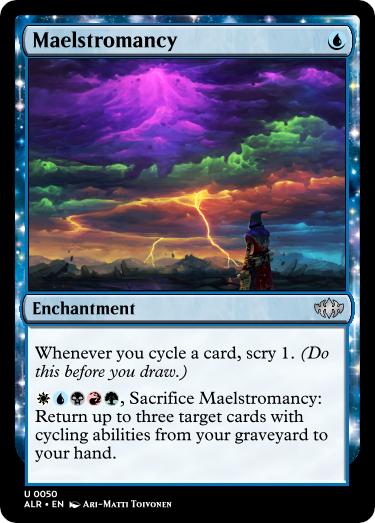 Maelstromancy
Enchantment
Whenever you cycle a card, scry 1. (Do
this before you draw.)
, Sacrifice Maelstromancy:
Return up to three target cards with
cycling abilities from your graveyard to
your hand.
U 0050
ALR • EN Ari-Matti Toivonen